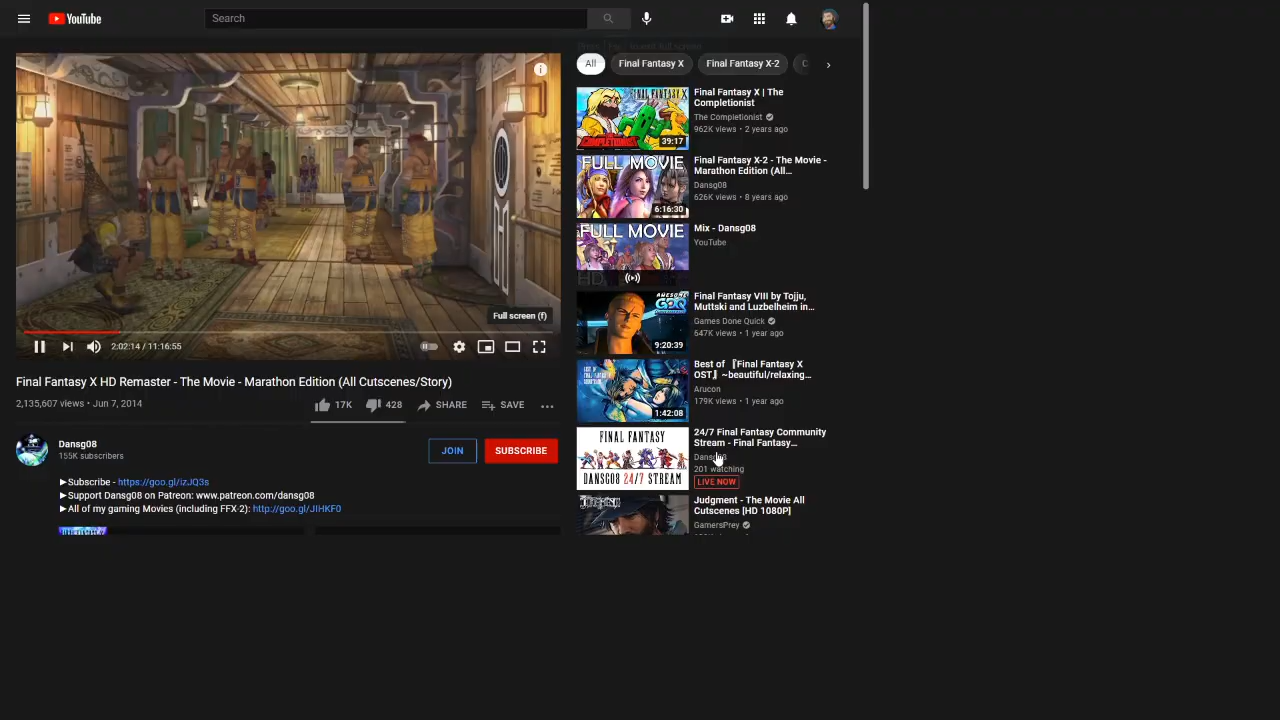 YouTube
Search
Full screen (f)
2:02:14 / 11:16:55
Final Fantasy X HD Remaster - The Movie - Marathon Edition (All Cutscenes/Story)
2,135,607 views • Jun 7, 2014
17K
428
SHARE
SAVE
Dansg08
155K subscribers
JOIN
SUBSCRIBE
►Subscribe - https://goo.gl/izJQ3s
►Support Dansg08 on Patreon: www.patreon.com/dansg08
►All of my gaming Movies (including FFX-2): http://goo.gl/JIHKF0
All
Final Fantasy X
Final Fantasy X-2
FINAL FANTASY X
COMPLETIONIST
39:17
Final Fantasy X | The
Completionist
The Completionist
962K views • 2 years ago
FULL MOVIE
6:16:30
Final Fantasy X-2 - The Movie -
Marathon Edition (All...
Dansg08
626K views • 8 years ago
FULL MOVIE
HD
Mix - Dansg08
YouTube
AWESOME
GDQ
9:20:39
Final Fantasy VIII by Tojju,
Muttski and Luzbelheim in...
Games Done Quick
647K views • 1 year ago
1:42:08
Best of 『Final Fantasy X
OST』~beautiful/relaxing...
Arucon
179K views • 1 year ago
FINAL FANTASY
DANSG08 24/7 STREAM
24/7 Final Fantasy Community
Stream - Final Fantasy...
Dansg08
201 watching
LIVE NOW
Judgment - The Movie All
Cutscenes [HD 1080P]
GamersPrey